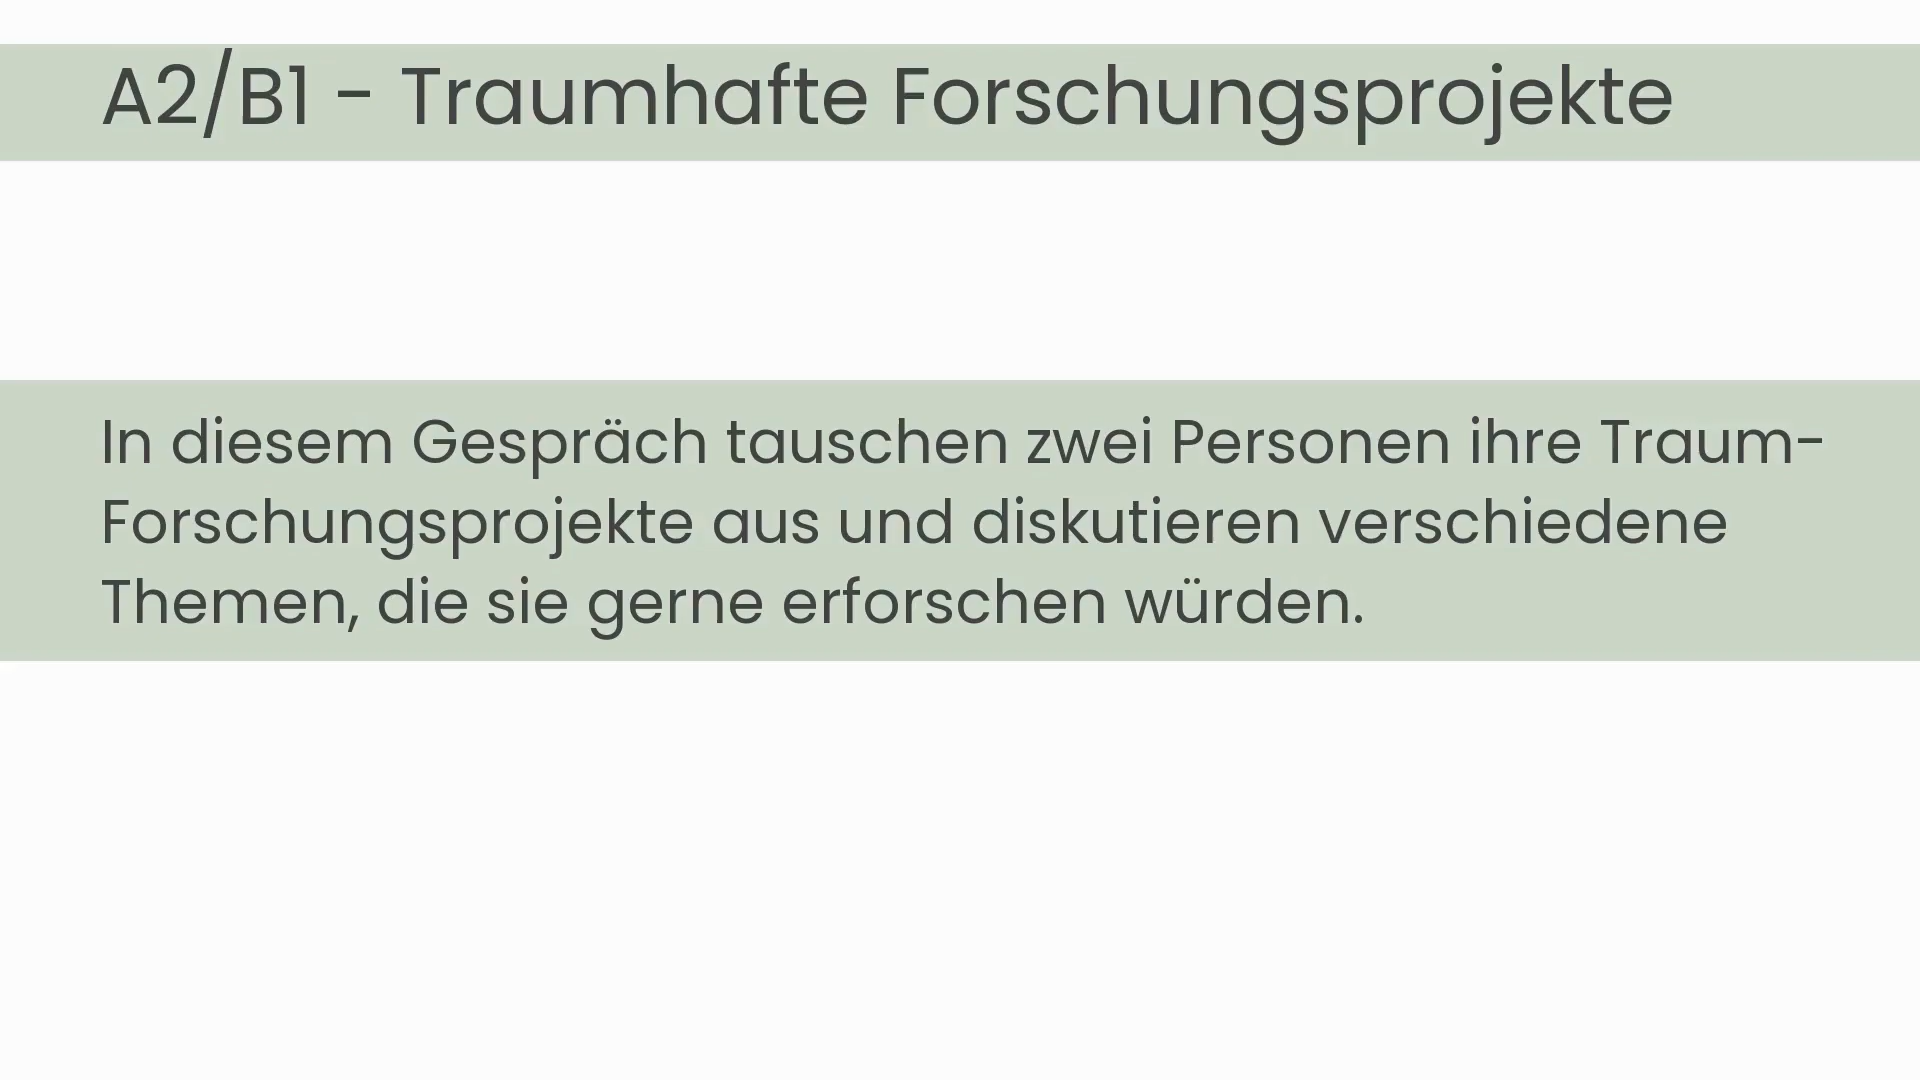 A2/B1 - Traumhafte Forschungsprojekte
In diesem Gespräch tauschen zwei Personen ihre Traum-
Forschungsprojekte aus und diskutieren verschiedene
Themen, die sie gerne erforschen würden.